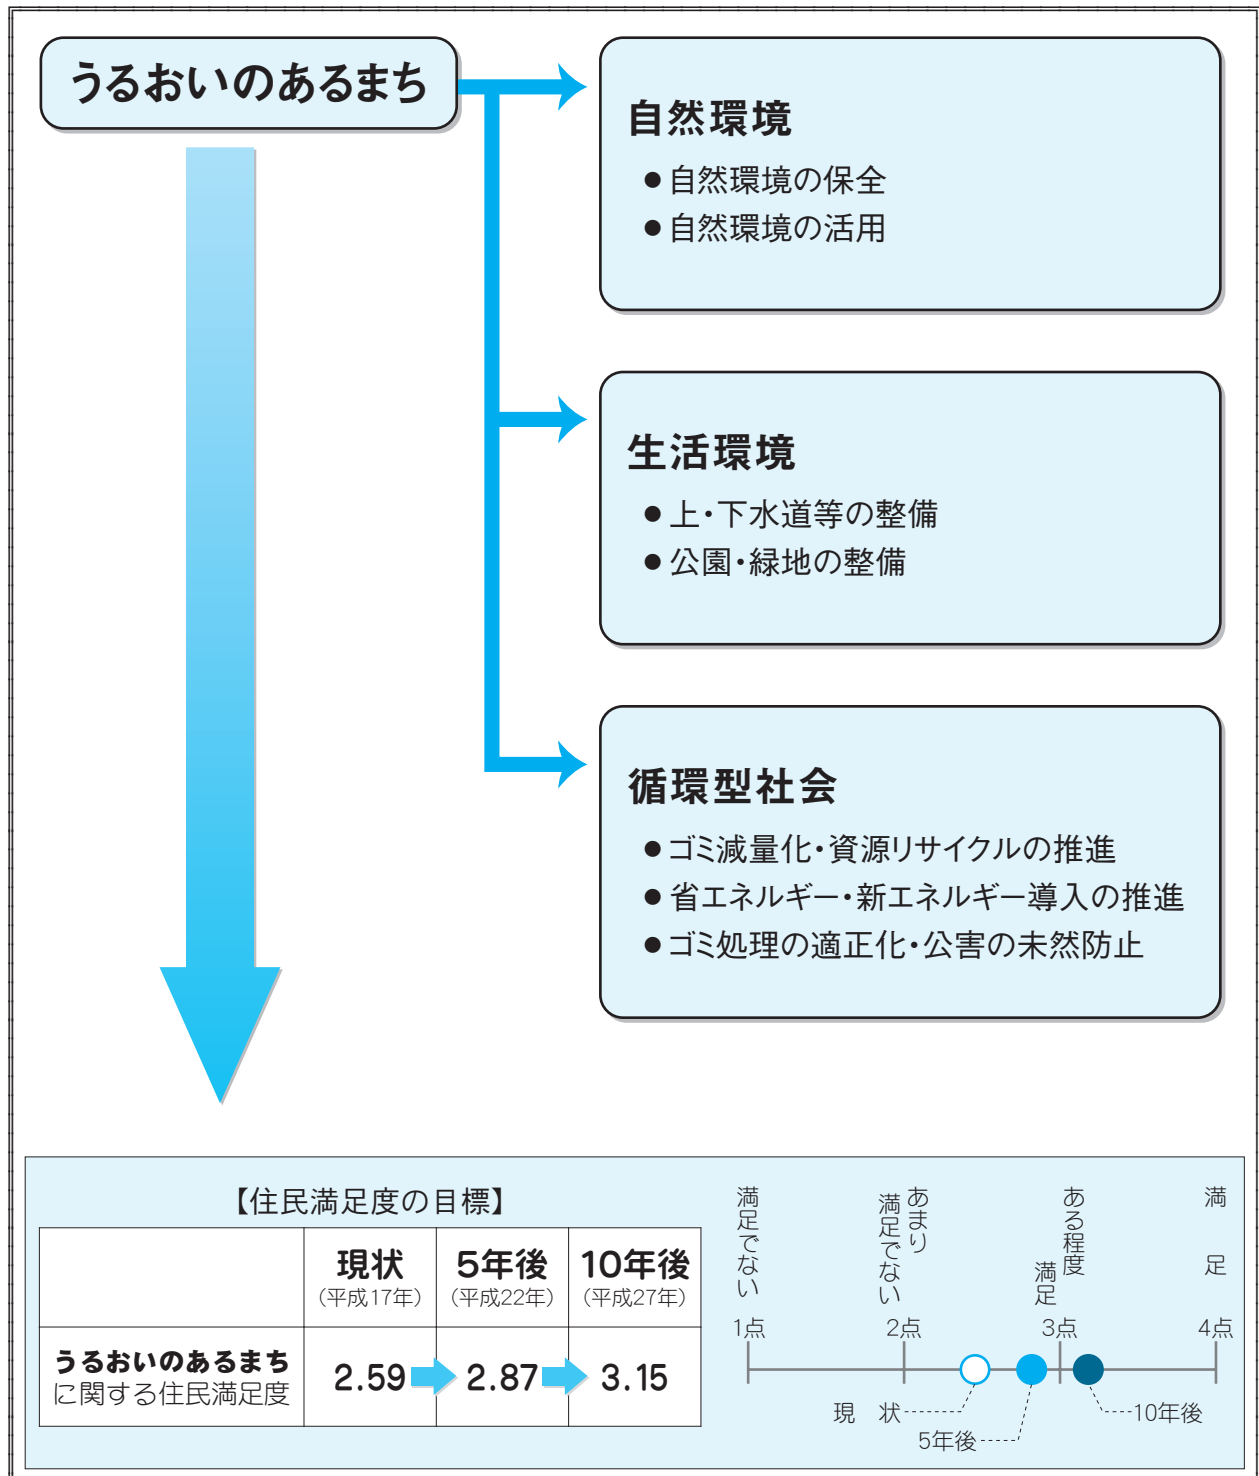 うるおいのあるまち
自然環境
●自然環境の保全
●自然環境の活用
生活環境
●上・下水道等の整備
●公園・緑地の整備
循環型社会
●ゴミ減量化・資源リサイクルの推進
●省エネルギー・新エネルギー導入の推進
●ゴミ処理の適正化・公害の未然防止
【住民満足度の目標】
現状 5年後 10年後
(平成17年) (平成22年) (平成27年)
うるおいのあるまち
に関する住民満足度
2.59 2.87 3.15
満足でない
あまり
満足でない
ある程度
満足
満足
1点 2点 3点 4点
現状
5年後
10年後